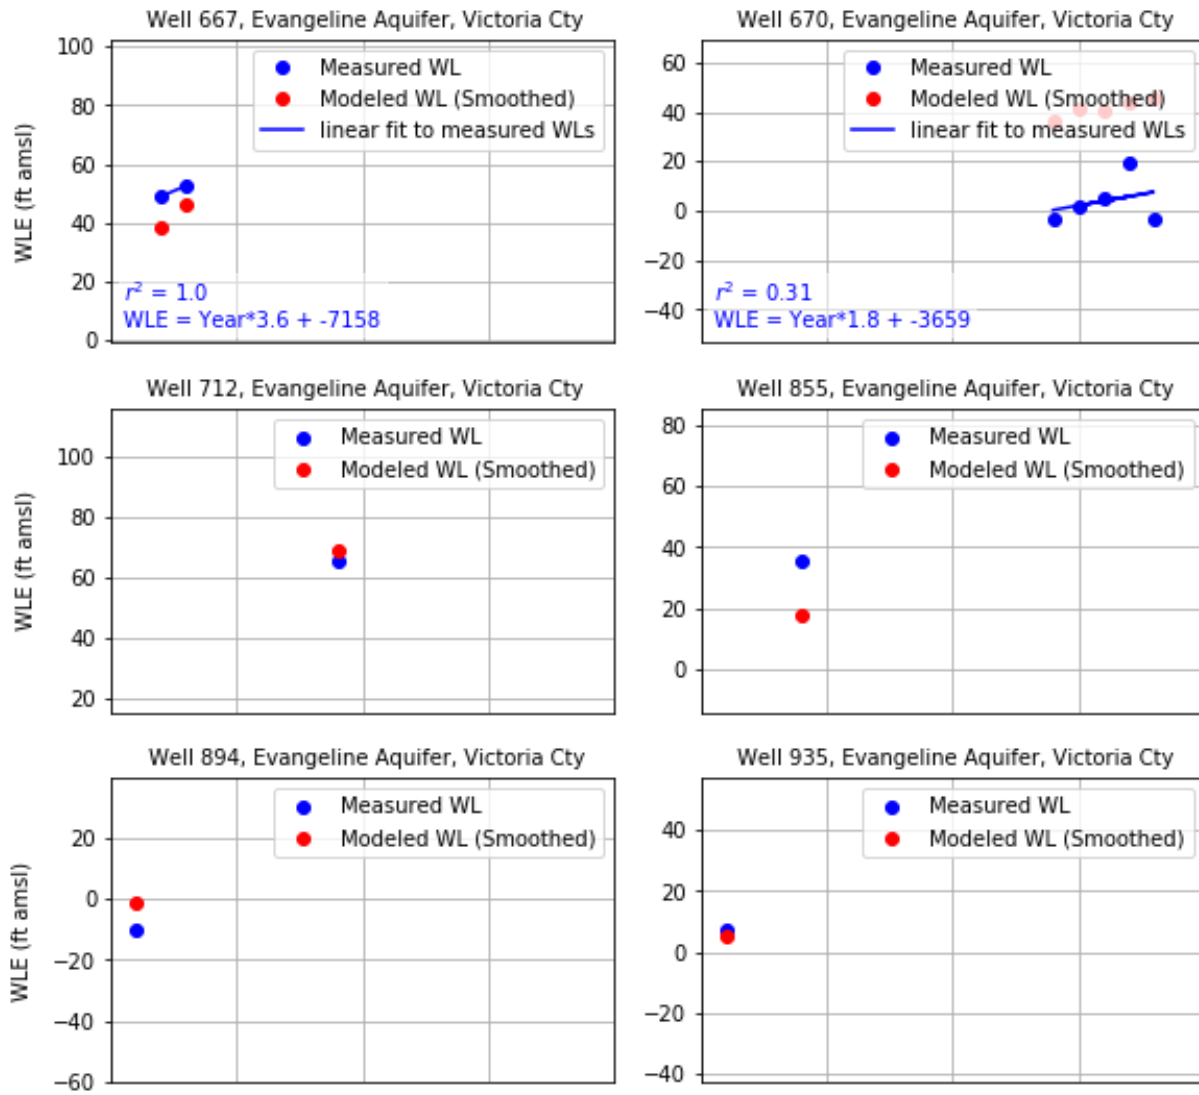 Well 667, Evangeline Aquifer, Victoria Cty
WLE (ft amsl)
100
80
60
40
20
0
Measured WL
Modeled WL (Smoothed)
linear fit to measured WLs
r² = 1.0
WLE = Year*3.6 + -7158
Well 670, Evangeline Aquifer, Victoria Cty
60
40
20
0
−20
−40
Measured WL
Modeled WL (Smoothed)
linear fit to measured WLs
r² = 0.31
WLE = Year*1.8 + -3659
Well 712, Evangeline Aquifer, Victoria Cty
WLE (ft amsl)
100
80
60
40
20
Measured WL
Modeled WL (Smoothed)
Well 855, Evangeline Aquifer, Victoria Cty
80
60
40
20
0
Measured WL
Modeled WL (Smoothed)
Well 894, Evangeline Aquifer, Victoria Cty
WLE (ft amsl)
20
0
−20
−40
−60
Measured WL
Modeled WL (Smoothed)
Well 935, Evangeline Aquifer, Victoria Cty
40
20
0
−20
−40
Measured WL
Modeled WL (Smoothed)